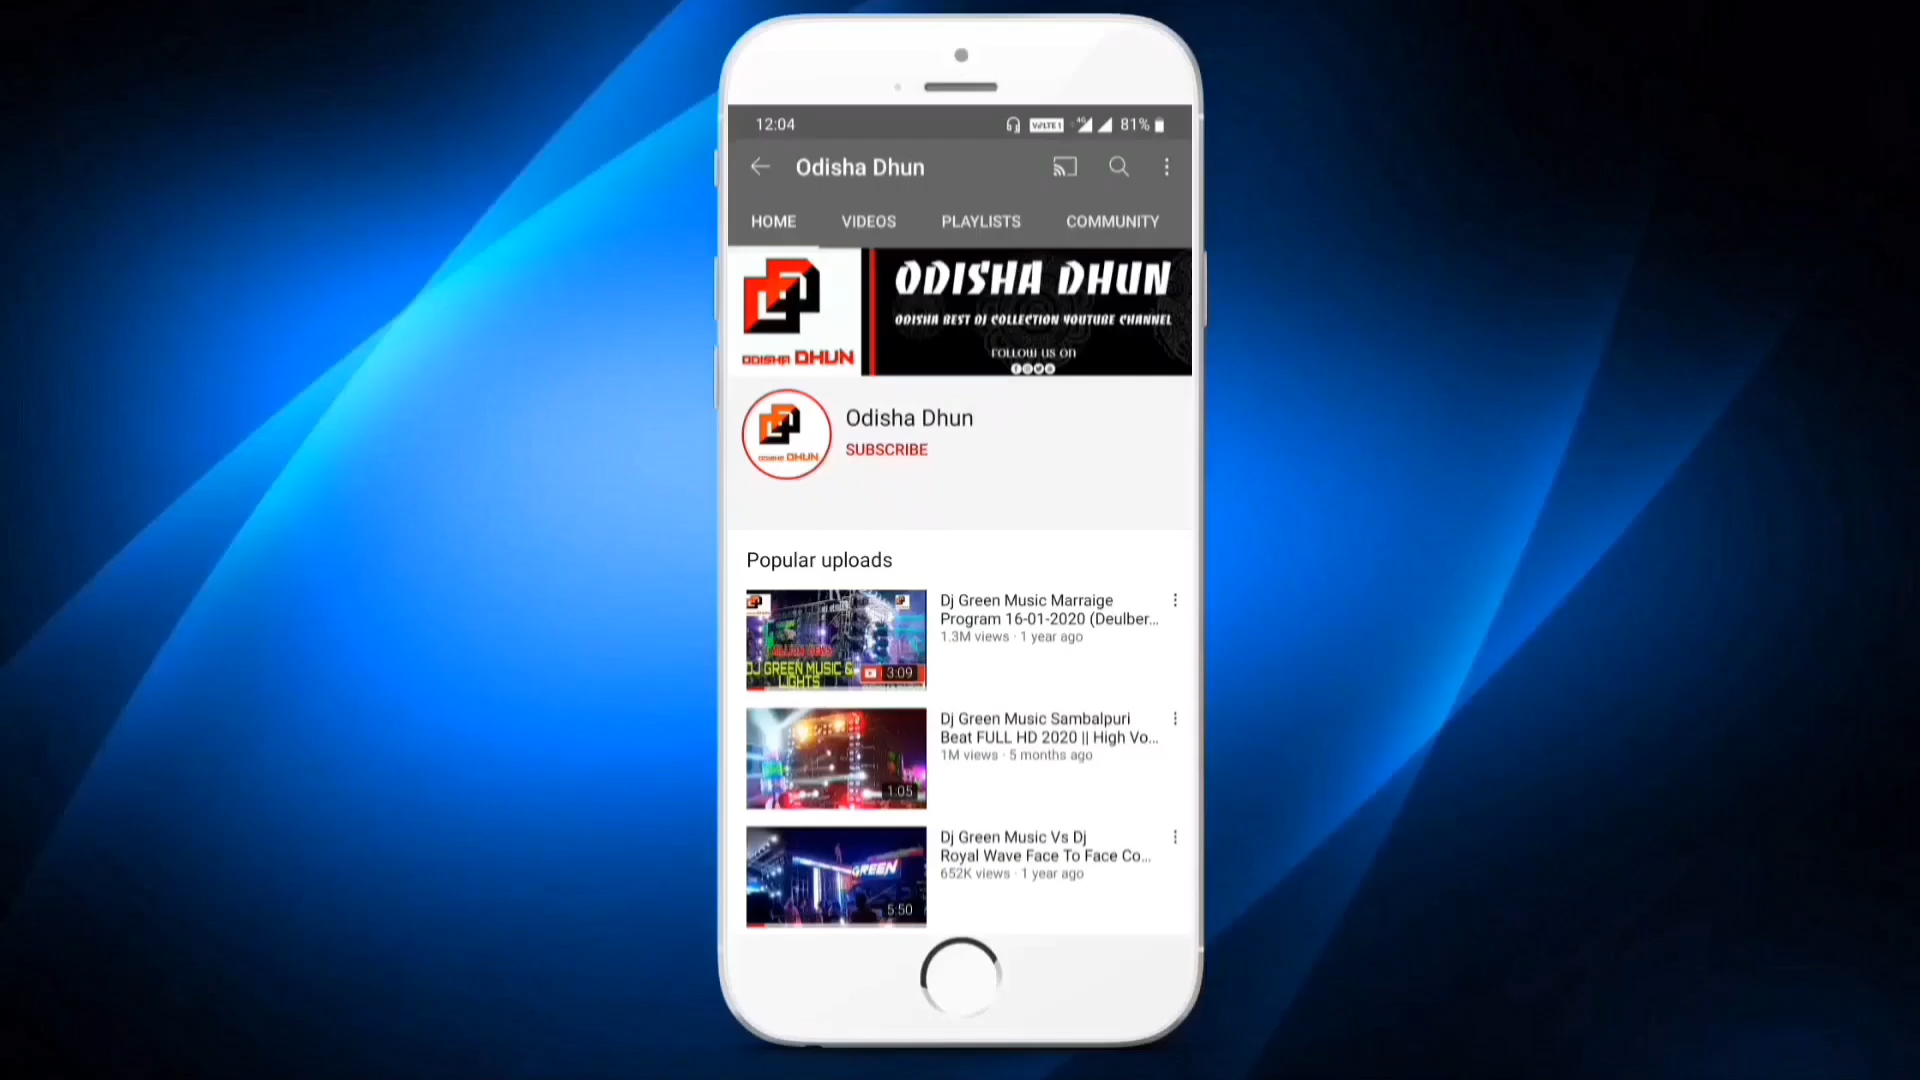 12:04
VoLTE1 4G 81%
Odisha Dhun
HOME VIDEOS PLAYLISTS COMMUNITY
ODISHA DHUN
ODISHA BEST DJ COLLECTION YOUTUBE CHANNEL
FOLLOW US ON
ODISHA DHUN
Odisha Dhun
SUBSCRIBE
ODISHA DHUN
Popular uploads
Dj Green Music Marraige
Program 16-01-2020 (Deulber...
1.3M views · 1 year ago
DJ GREEN MUSIC &
LIGHTS
3:09
Dj Green Music Sambalpuri
Beat FULL HD 2020 || High Vo...
1M views · 5 months ago
1:05
Dj Green Music Vs Dj
Royal Wave Face To Face Co...
652K views · 1 year ago
GREEN
5:50